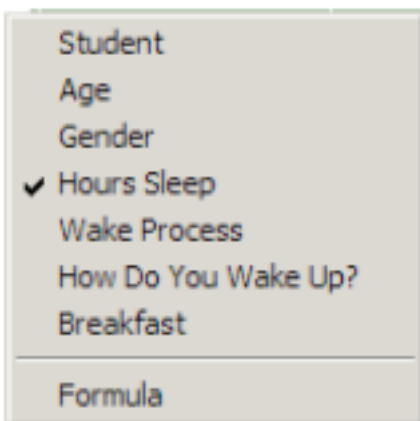 Student
Age
Gender
Hours Sleep
Wake Process
How Do You Wake Up?
Breakfast
Formula